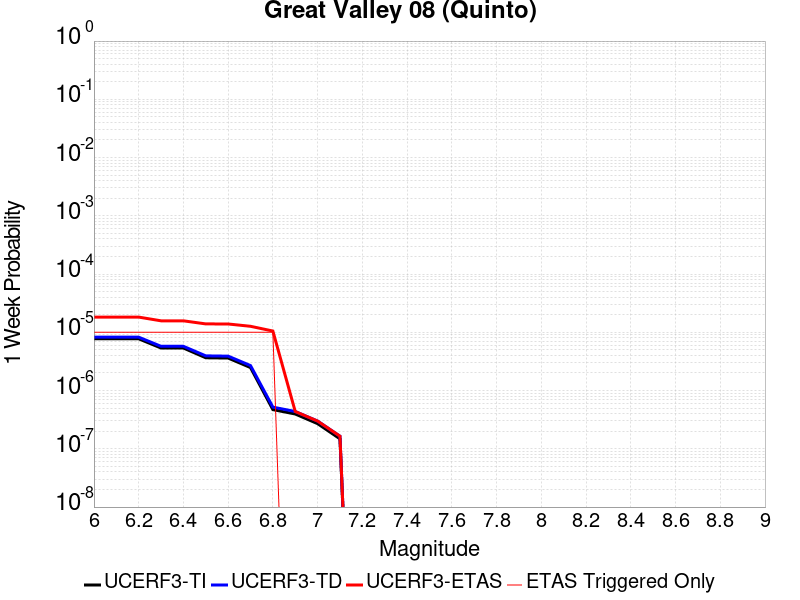 Great Valley 08 (Quinto)
10^0
10^-1
10^-2
10^-3
10^-4
10^-5
10^-6
10^-7
10^-8
1 Week Probability
6 6.2 6.4 6.6 6.8 7 7.2 7.4 7.6 7.8 8 8.2 8.4 8.6 8.8 9
Magnitude
UCERF3-TI UCERF3-TD UCERF3-ETAS ETAS Triggered Only